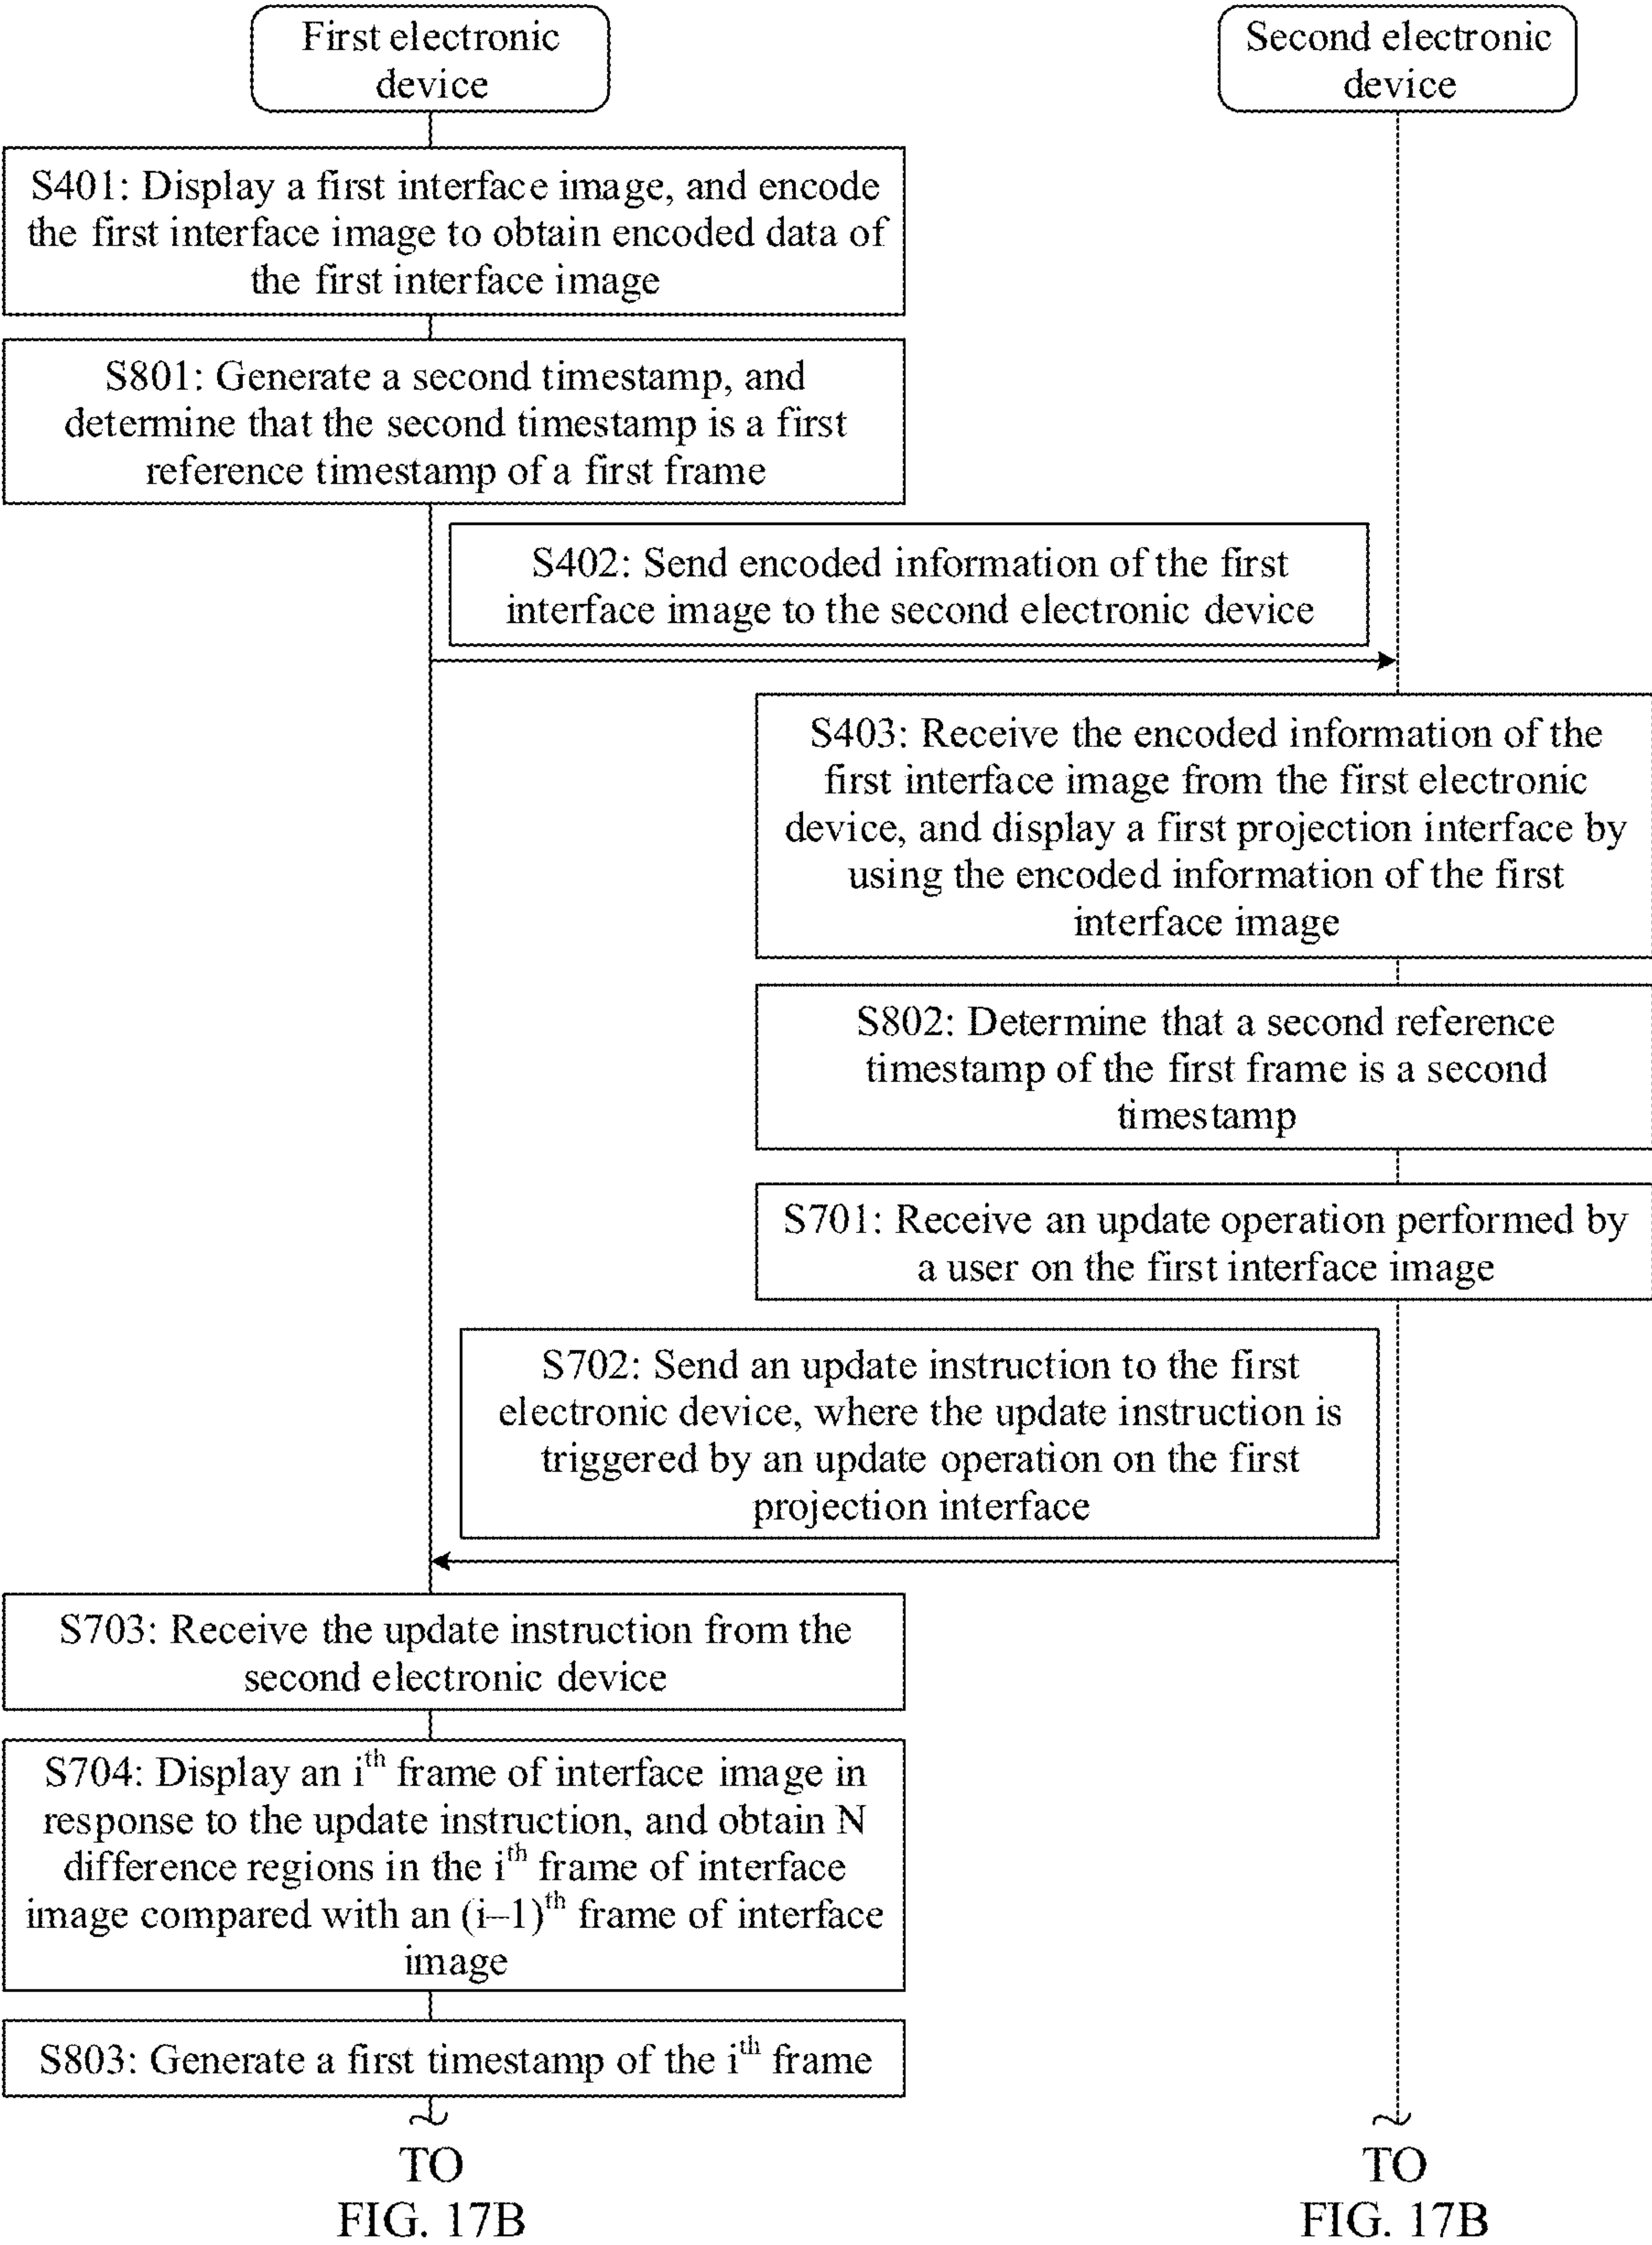 First electronic
device
Second electronic
device
S401: Display a first interface image, and encode
the first interface image to obtain encoded data of
the first interface image
S801: Generate a second timestamp, and
determine that the second timestamp is a first
reference timestamp of a first frame
S402: Send encoded information of the first
interface image to the second electronic device
S403: Receive the encoded information of the
first interface image from the first electronic
device, and display a first projection interface by
using the encoded information of the first
interface image
S802: Determine that a second reference
timestamp of the first frame is a second
timestamp
S701: Receive an update operation performed by
a user on the first interface image
S702: Send an update instruction to the first
electronic device, where the update instruction is
triggered by an update operation on the first
projection interface
S703: Receive the update instruction from the
second electronic device
S704: Display an ith frame of interface image in
response to the update instruction, and obtain N
difference regions in the ith frame of interface
image compared with an (i–1)th frame of interface
image
S803: Generate a first timestamp of the ith frame
TO
FIG. 17B
TO
FIG. 17B